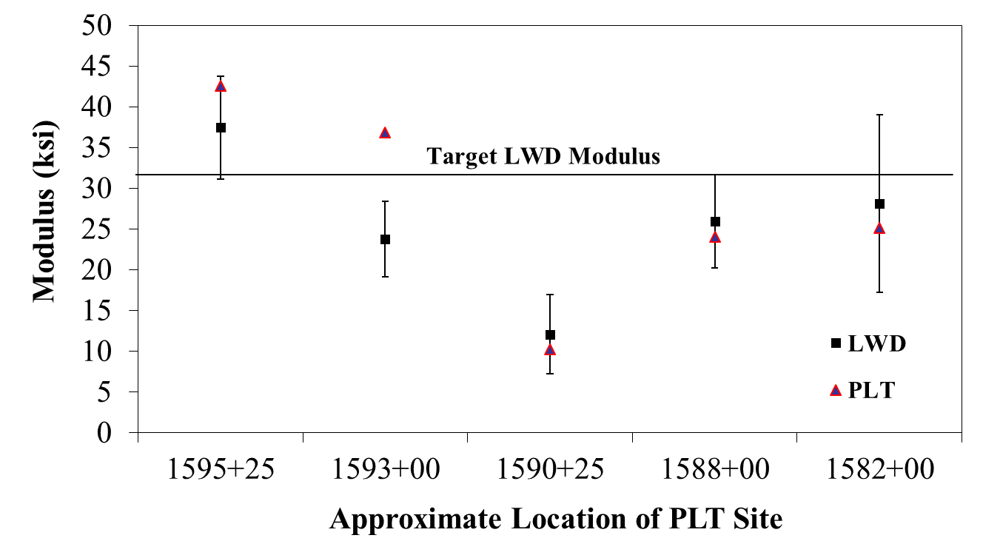 50
45
40
35
30
25
20
15
10
5
0
Modulus (ksi)
Target LWD Modulus
LWD
PLT
1595+25 1593+00 1590+25 1588+00 1582+00
Approximate Location of PLT Site